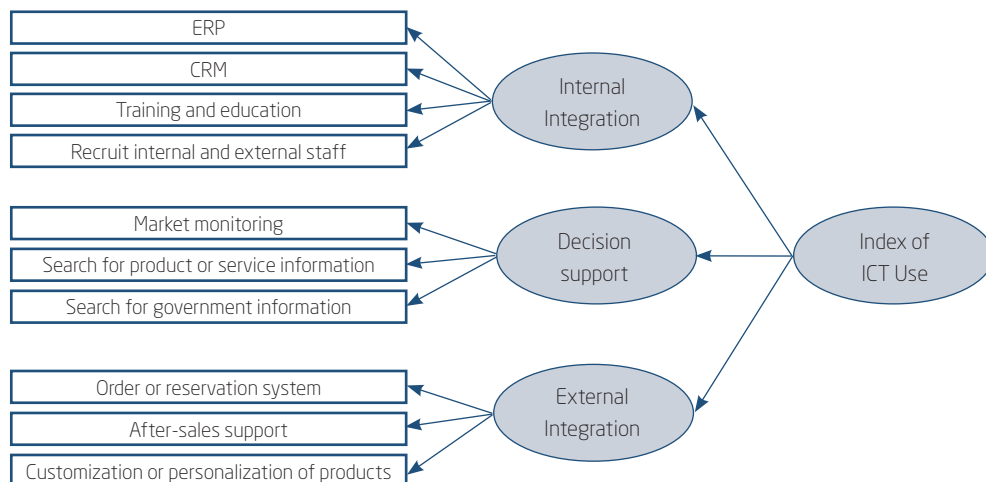 ERP
CRM
Training and education
Recruit internal and external staff
Internal
Integration
Market monitoring
Search for product or service information
Search for government information
Decision
support
Index of
ICT Use
Order or reservation system
After-sales support
Customization or personalization of products
External
Integration